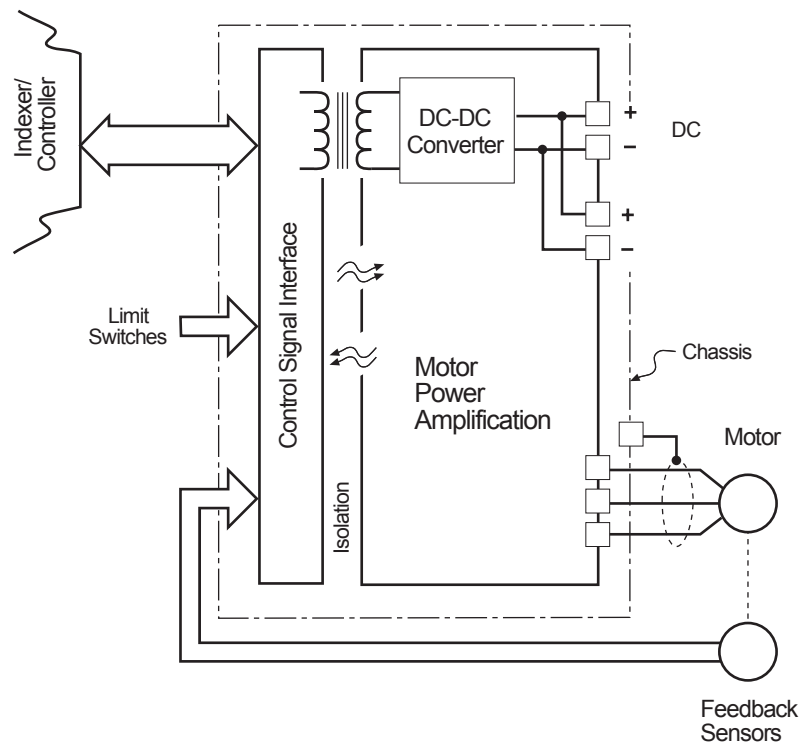 Indexer/
Controller
DC-DC
Converter
+
−
DC
+
−
Control Signal Interface
Limit
Switches
Chassis
Motor
Power
Amplification
Motor
Isolation
Feedback
Sensors